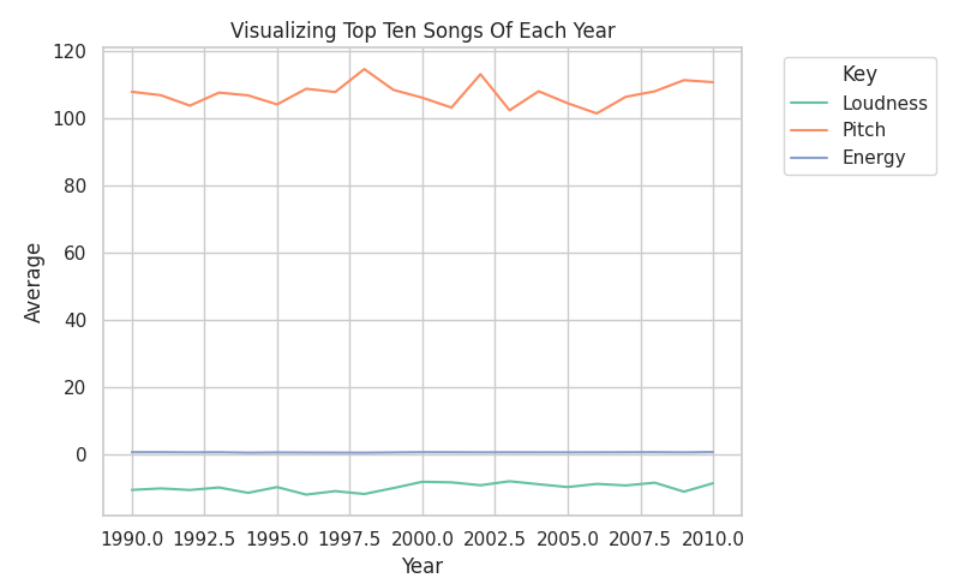 Visualizing Top Ten Songs Of Each Year
120
100
80
60
40
20
0
Average
1990.0 1992.5 1995.0 1997.5 2000.0 2002.5 2005.0 2007.5 2010.0
Year
Key
Loudness
Pitch
Energy